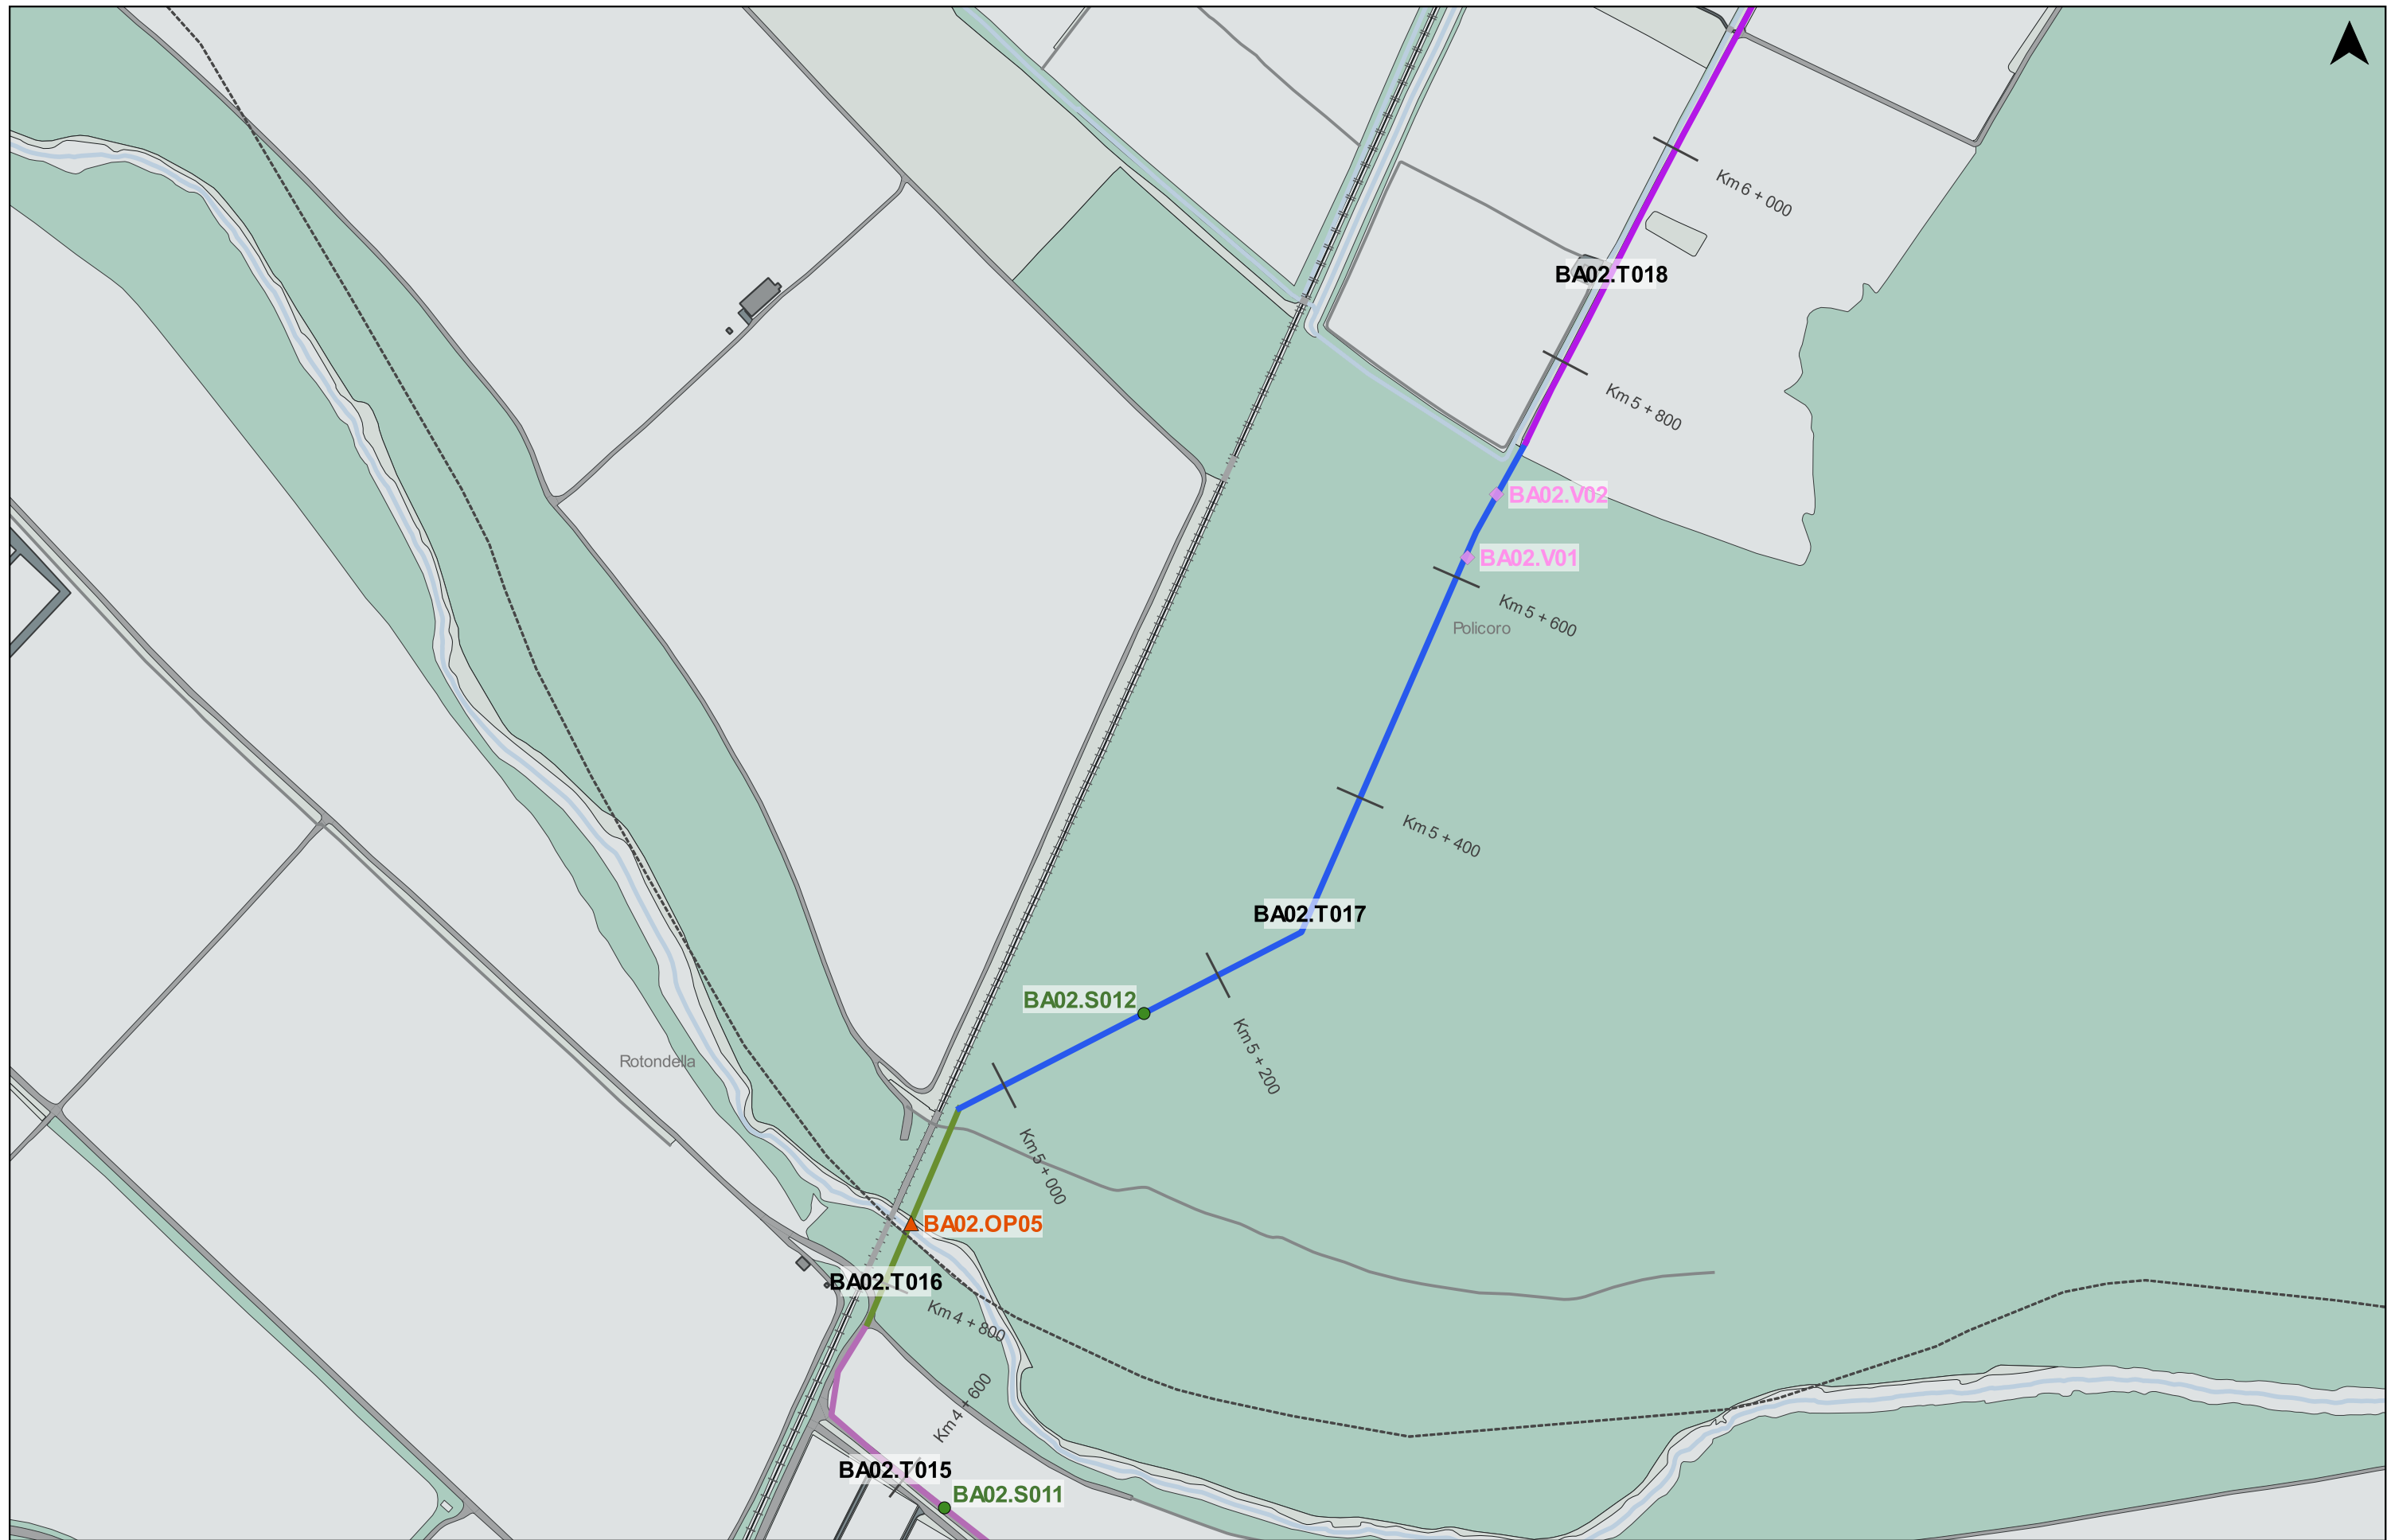 Km 6 + 000
BA02.T018
Km 5 + 800
BA02.V02
BA02.V01
Km 5 + 600
Policoro
Km 5 + 400
BA02.T017
BA02.S012
Km 5 + 200
Rotondella
Km 5 + 000
BA02.OP05
BA02.T016
Km 4 + 800
Km 4 + 600
BA02.T015
BA02.S011